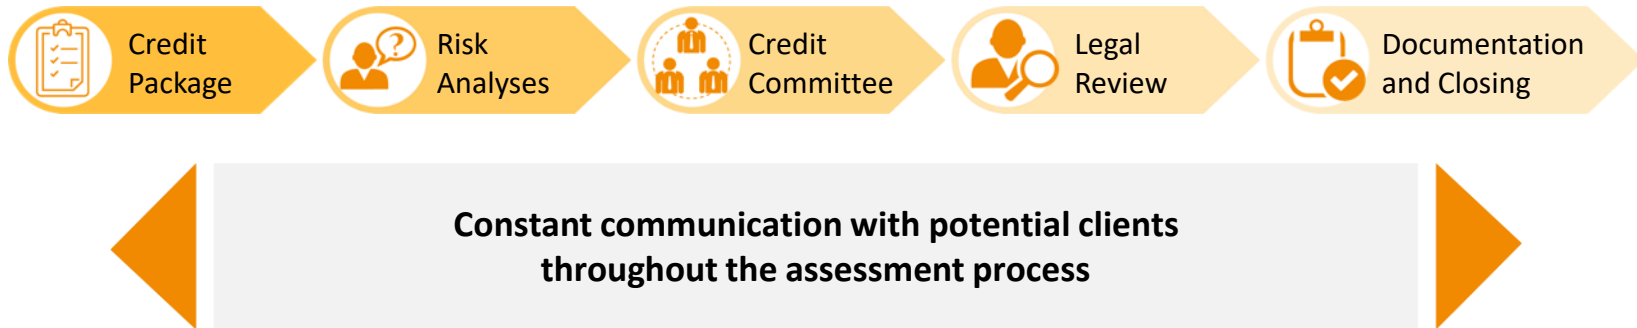 Credit
Package
Risk
Analyses
Credit
Committee
Legal
Review
Documentation
and Closing
?
Constant communication with potential clients
throughout the assessment process